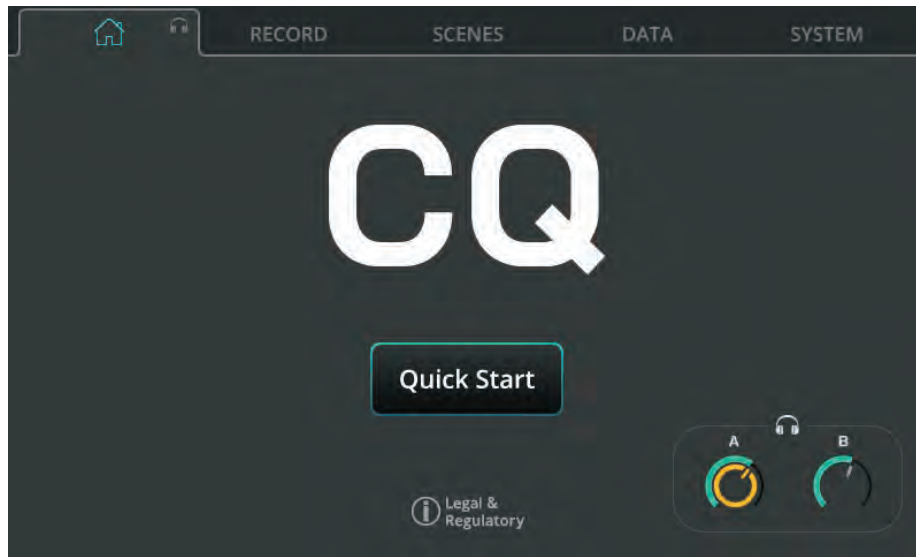 RECORD
SCENES
DATA
SYSTEM
CQ
Quick Start
A
B
Legal &
Regulatory